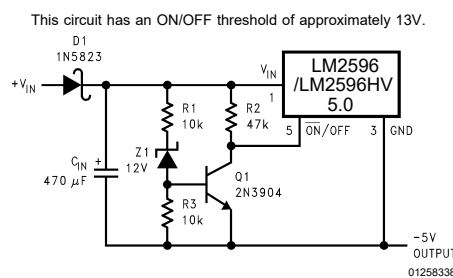 This circuit has an ON/OFF threshold of approximately 13V.
D1
1N5823
+VIN
VIN
1
LM2596
/LM2596HV
5.0
R1
10k
R2
47k
5
ON/OFF
3
GND
Z1
12V
CIN
+
470 µF
Q1
2N3904
R3
10k
-5V
OUTPUT
01258338